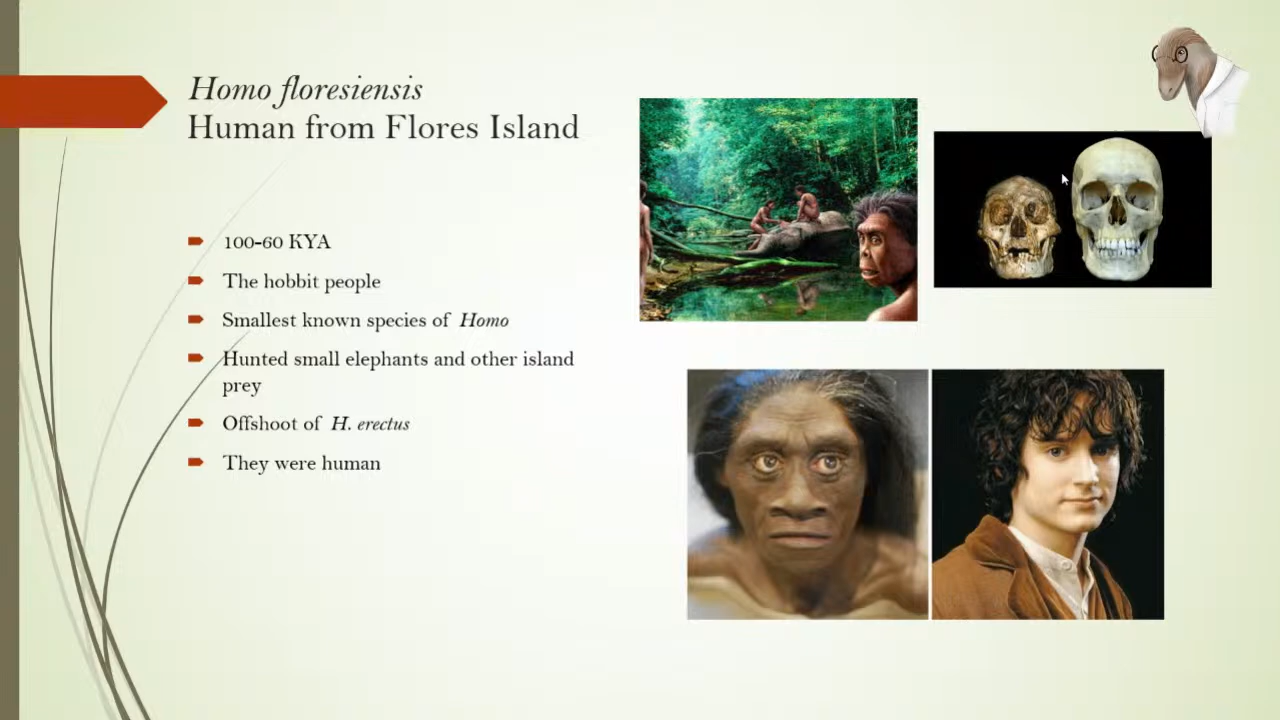 Homo floresiensis
Human from Flores Island
100-60 KYA
The hobbit people
Smallest known species of Homo
Hunted small elephants and other island
prey
Offshoot of H. erectus
They were human